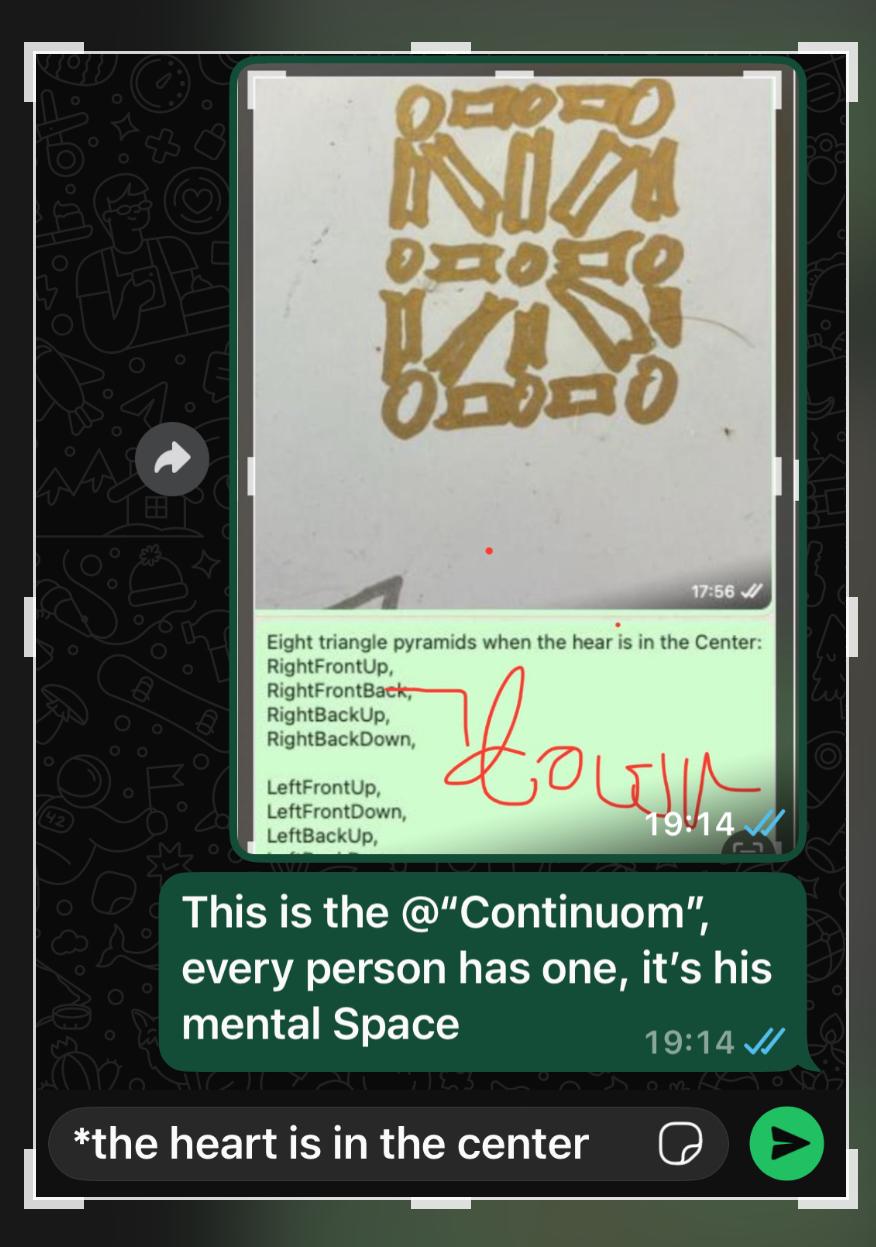 17:56
Eight triangle pyramids when the hear is in the Center:
RightFrontUp,
RightFrontBack,
Down
RightBackUp,
RightBackDown,
LeftFrontUp,
LeftFrontDown,
LeftBackUp,
19:14
This is the @“Continuom”,
every person has one, it’s his
mental Space
19:14
*the heart is in the center